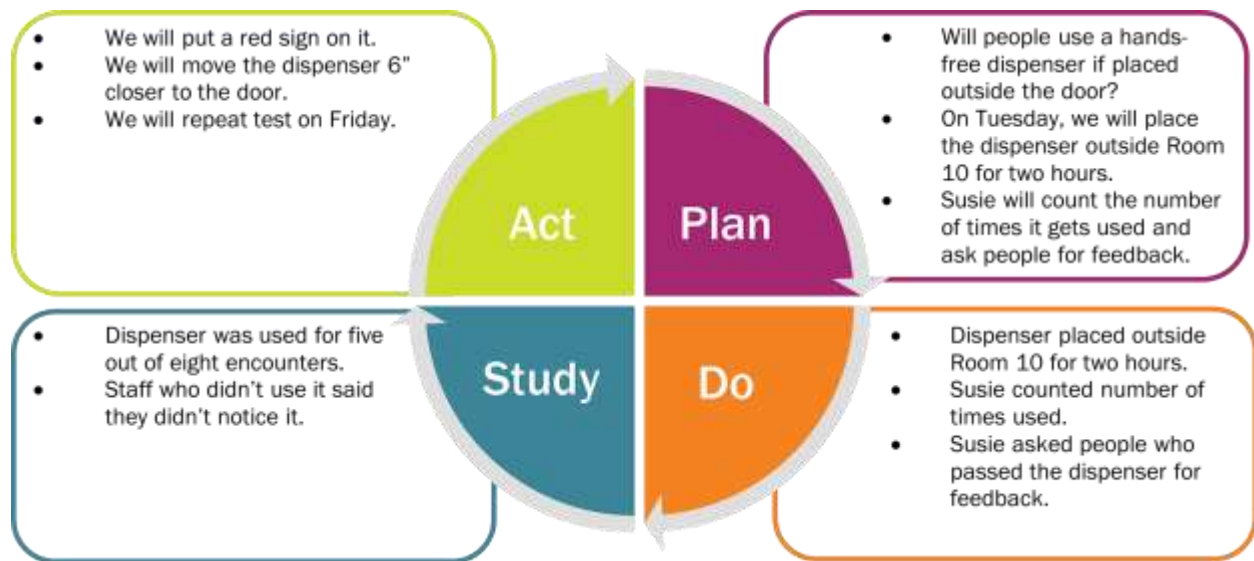 • We will put a red sign on it.
• We will move the dispenser 6” closer to the door.
• We will repeat test on Friday.
Act
Plan
• Will people use a hands-
free dispenser if placed
outside the door?
• On Tuesday, we will place
the dispenser outside Room
10 for two hours.
• Susie will count the number
of times it gets used and
ask people for feedback.
• Dispenser was used for five
out of eight encounters.
• Staff who didn’t use it said
they didn’t notice it.
Study
Do
• Dispenser placed outside
Room 10 for two hours.
• Susie counted number of
times used.
• Susie asked people who
passed the dispenser for
feedback.